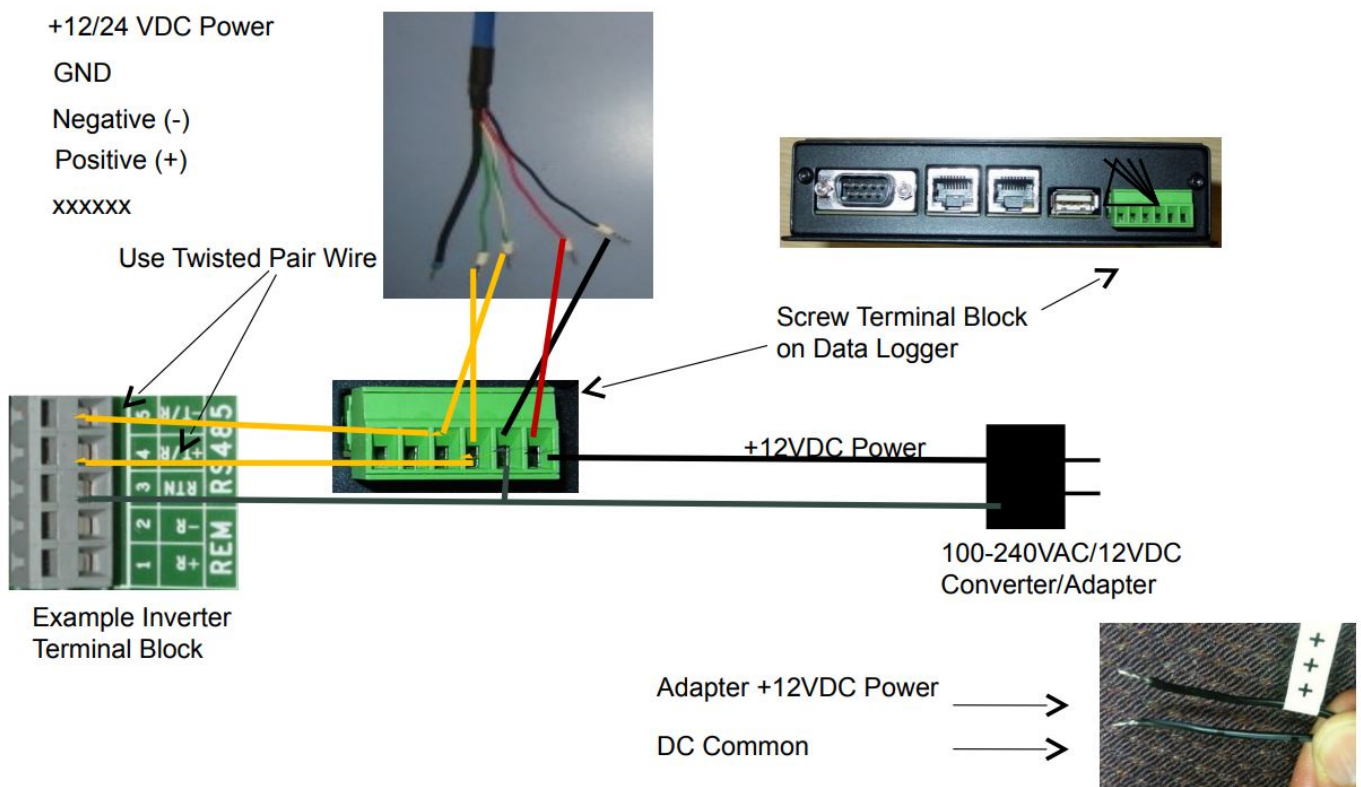 +12/24 VDC Power
GND
Negative (-)
Positive (+)
xxxxxx
Use Twisted Pair Wire
Screw Terminal Block
on Data Logger
+12VDC Power
5 -T/R
4 +T/R
3 RTN
2 -R
1 +R
REM RS485
100-240VAC/12VDC
Converter/Adapter
Example Inverter
Terminal Block
Adapter +12VDC Power
DC Common
+ + +